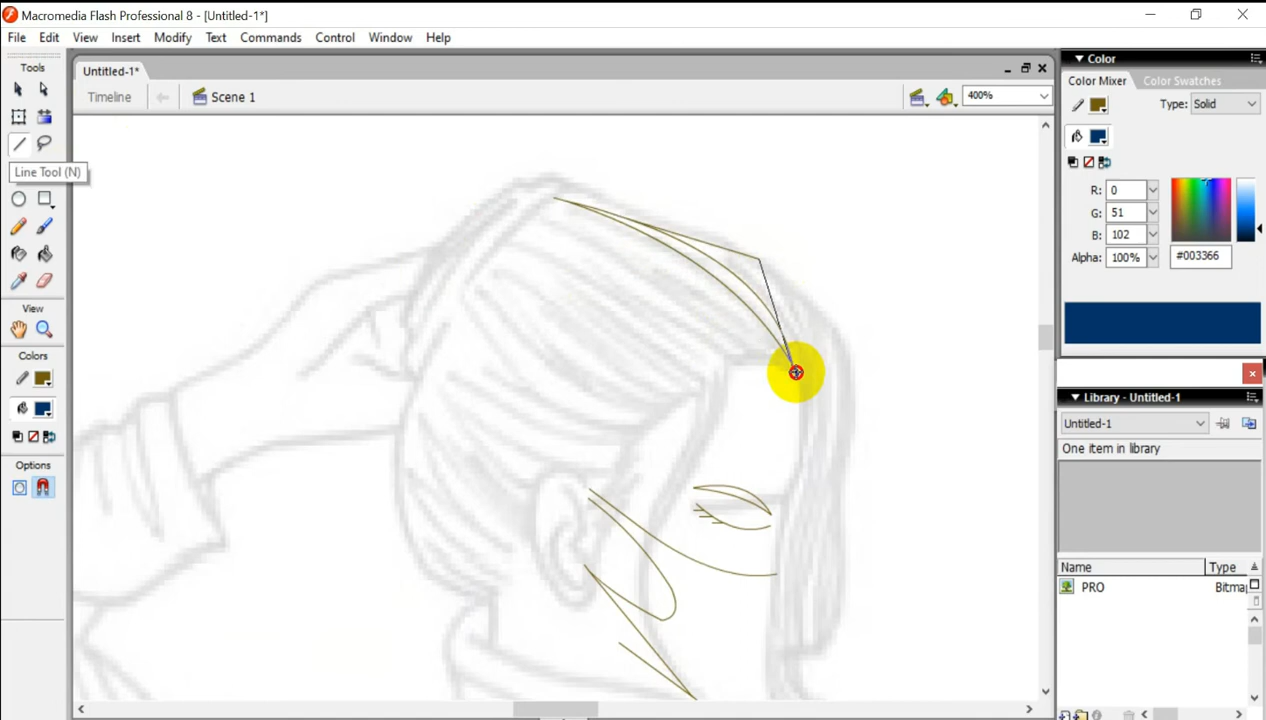 Macromedia Flash Professional 8 - [Untitled-1*]
File Edit View Insert Modify Text Commands Control Window Help
Tools
Line Tool (N)
View
Colors
Options
Untitled-1*
Timeline
Scene 1
400%
Color
Color Mixer Color Swatches
Type: Solid
R: 0
G: 51
B: 102
Alpha: 100%
#003366
Library - Untitled-1
Untitled-1
One item in library
Name Type
PRO Bitma